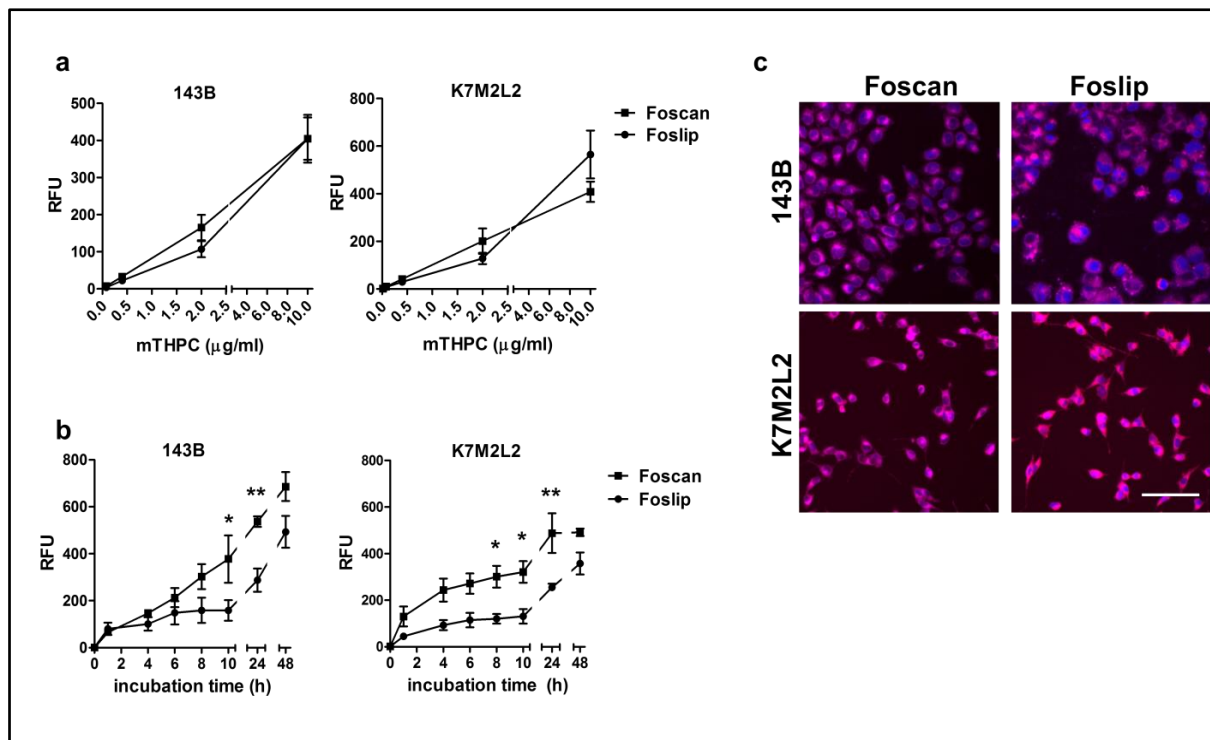 a
143B
RFU
500
400
300
200
100
0
0.0 0.5 1.0 1.5 2.0 2.5 4.0 6.0 8.0 10.0
mTHPC (µg/ml)
K7M2L2
RFU
800
600
400
200
0
0.0 0.5 1.0 1.5 2.0 2.5 4.0 6.0 8.0 10.0
mTHPC (µg/ml)
Foscan
Foslip
b
143B
RFU
800
600
400
200
0
* **
0 2 4 6 8 10 24 48
incubation time (h)
K7M2L2
RFU
800
600
400
200
0
* * **
0 2 4 6 8 10 24 48
incubation time (h)
Foscan
Foslip
c
Foscan Foslip
143B
K7M2L2